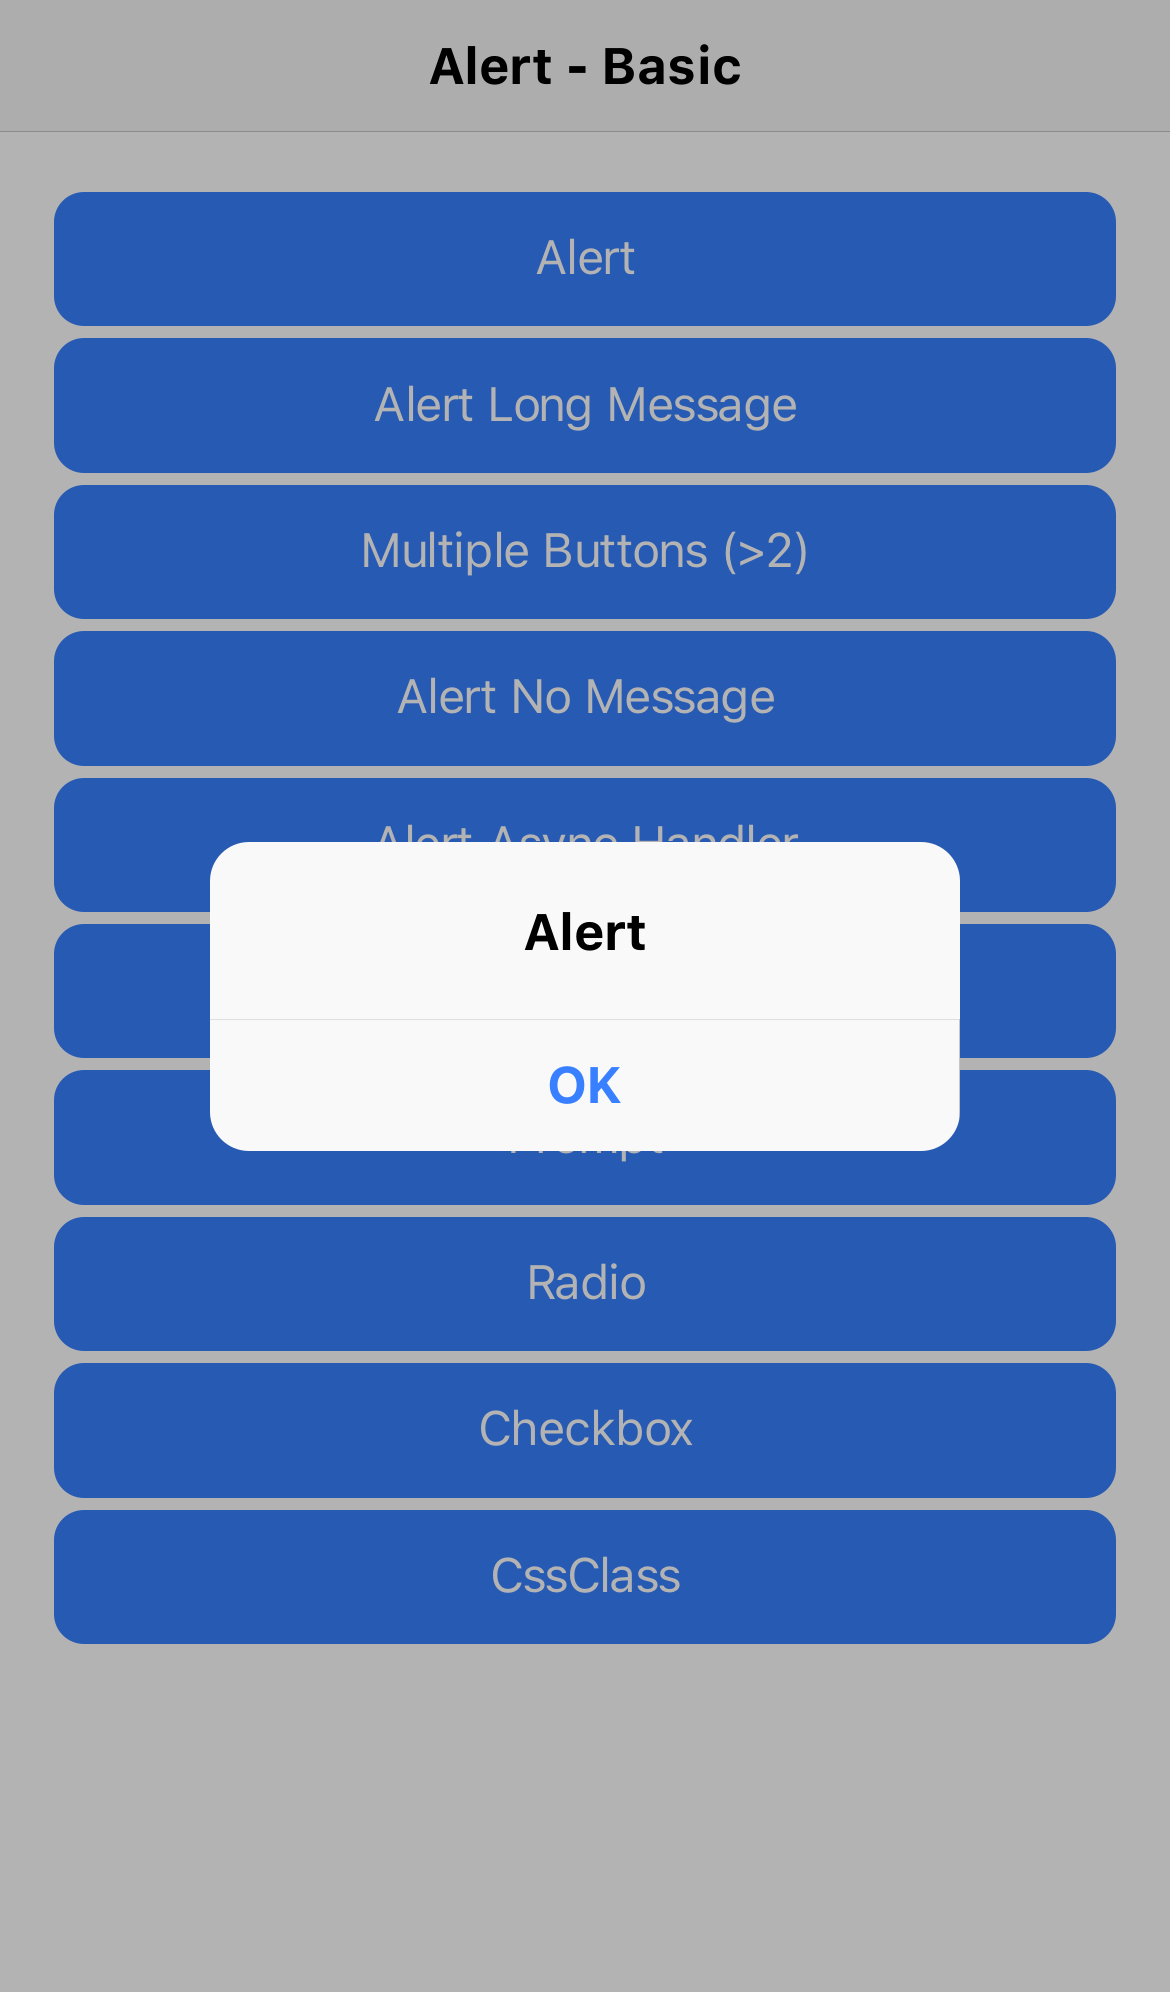 Alert - Basic
Alert
Alert Long Message
Multiple Buttons (>2)
Alert No Message
Alert Async Handler
Alert
OK
Prompt
Radio
Checkbox
CssClass